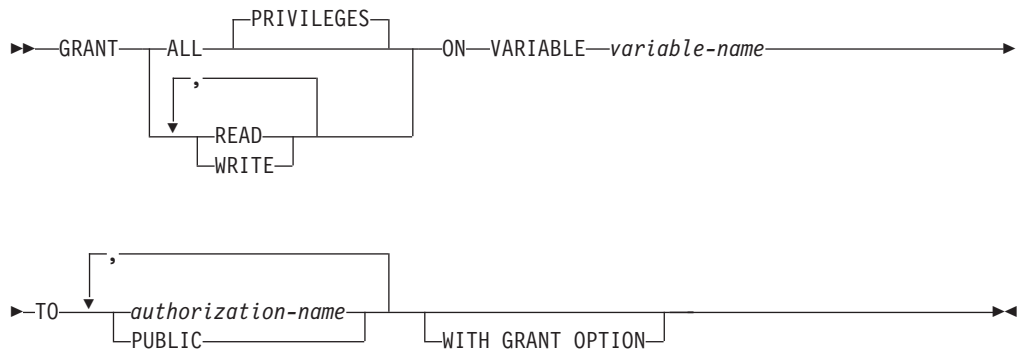 PRIVILEGES
GRANT ALL ON VARIABLE variable-name
,
READ
WRITE
,
TO authorization-name
PUBLIC WITH GRANT OPTION